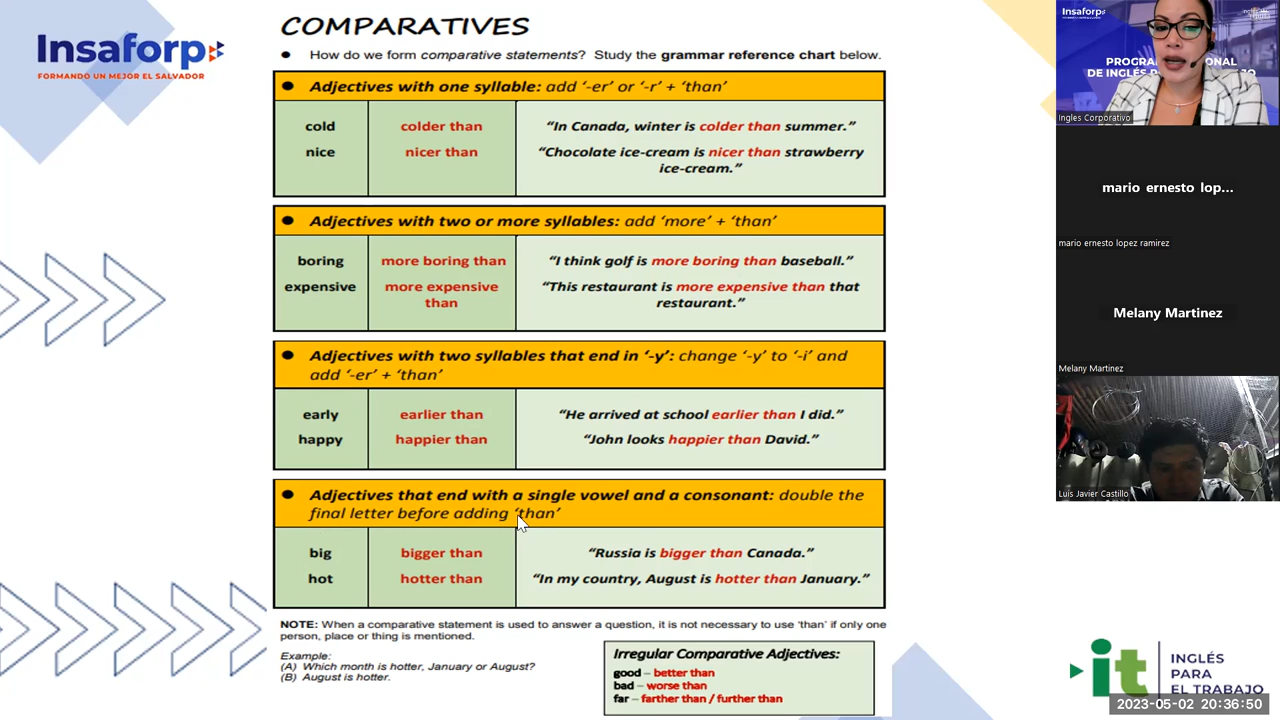 Insaforp
FORMANDO UN MEJOR EL SALVADOR
COMPARATIVES
● How do we form comparative statements? Study the grammar reference chart below.
● Adjectives with one syllable: add ‘-er’ or ‘-r’ + ‘than’
cold colder than “In Canada, winter is colder than summer.”
nice nicer than “Chocolate ice-cream is nicer than strawberry
ice-cream.”
● Adjectives with two or more syllables: add ‘more’ + ‘than’
boring more boring than “I think golf is more boring than baseball.”
expensive more expensive than “This restaurant is more expensive than that
restaurant.”
● Adjectives with two syllables that end in ‘-y’: change ‘-y’ to ‘-i’ and
add ‘-er’ + ‘than’
early earlier than “He arrived at school earlier than I did.”
happy happier than “John looks happier than David.”
● Adjectives that end with a single vowel and a consonant: double the
final letter before adding ‘than’
big bigger than “Russia is bigger than Canada.”
hot hotter than “In my country, August is hotter than January.”
NOTE: When a comparative statement is used to answer a question, it is not necessary to use ‘than’ if only one
person, place or thing is mentioned.
Example:
(A) Which month is hotter, January or August?
(B) August is hotter.
Irregular Comparative Adjectives:
good – better than
bad – worse than
far – farther than / further than
Insaforp
Ingles Corporativo
mario ernesto lop...
mario ernesto lopez ramirez
Melany Martinez
Melany Martinez
Luis Javier Castillo
it INGLÉS
PARA
EL TRABAJO
2023-05-02 20:36:50